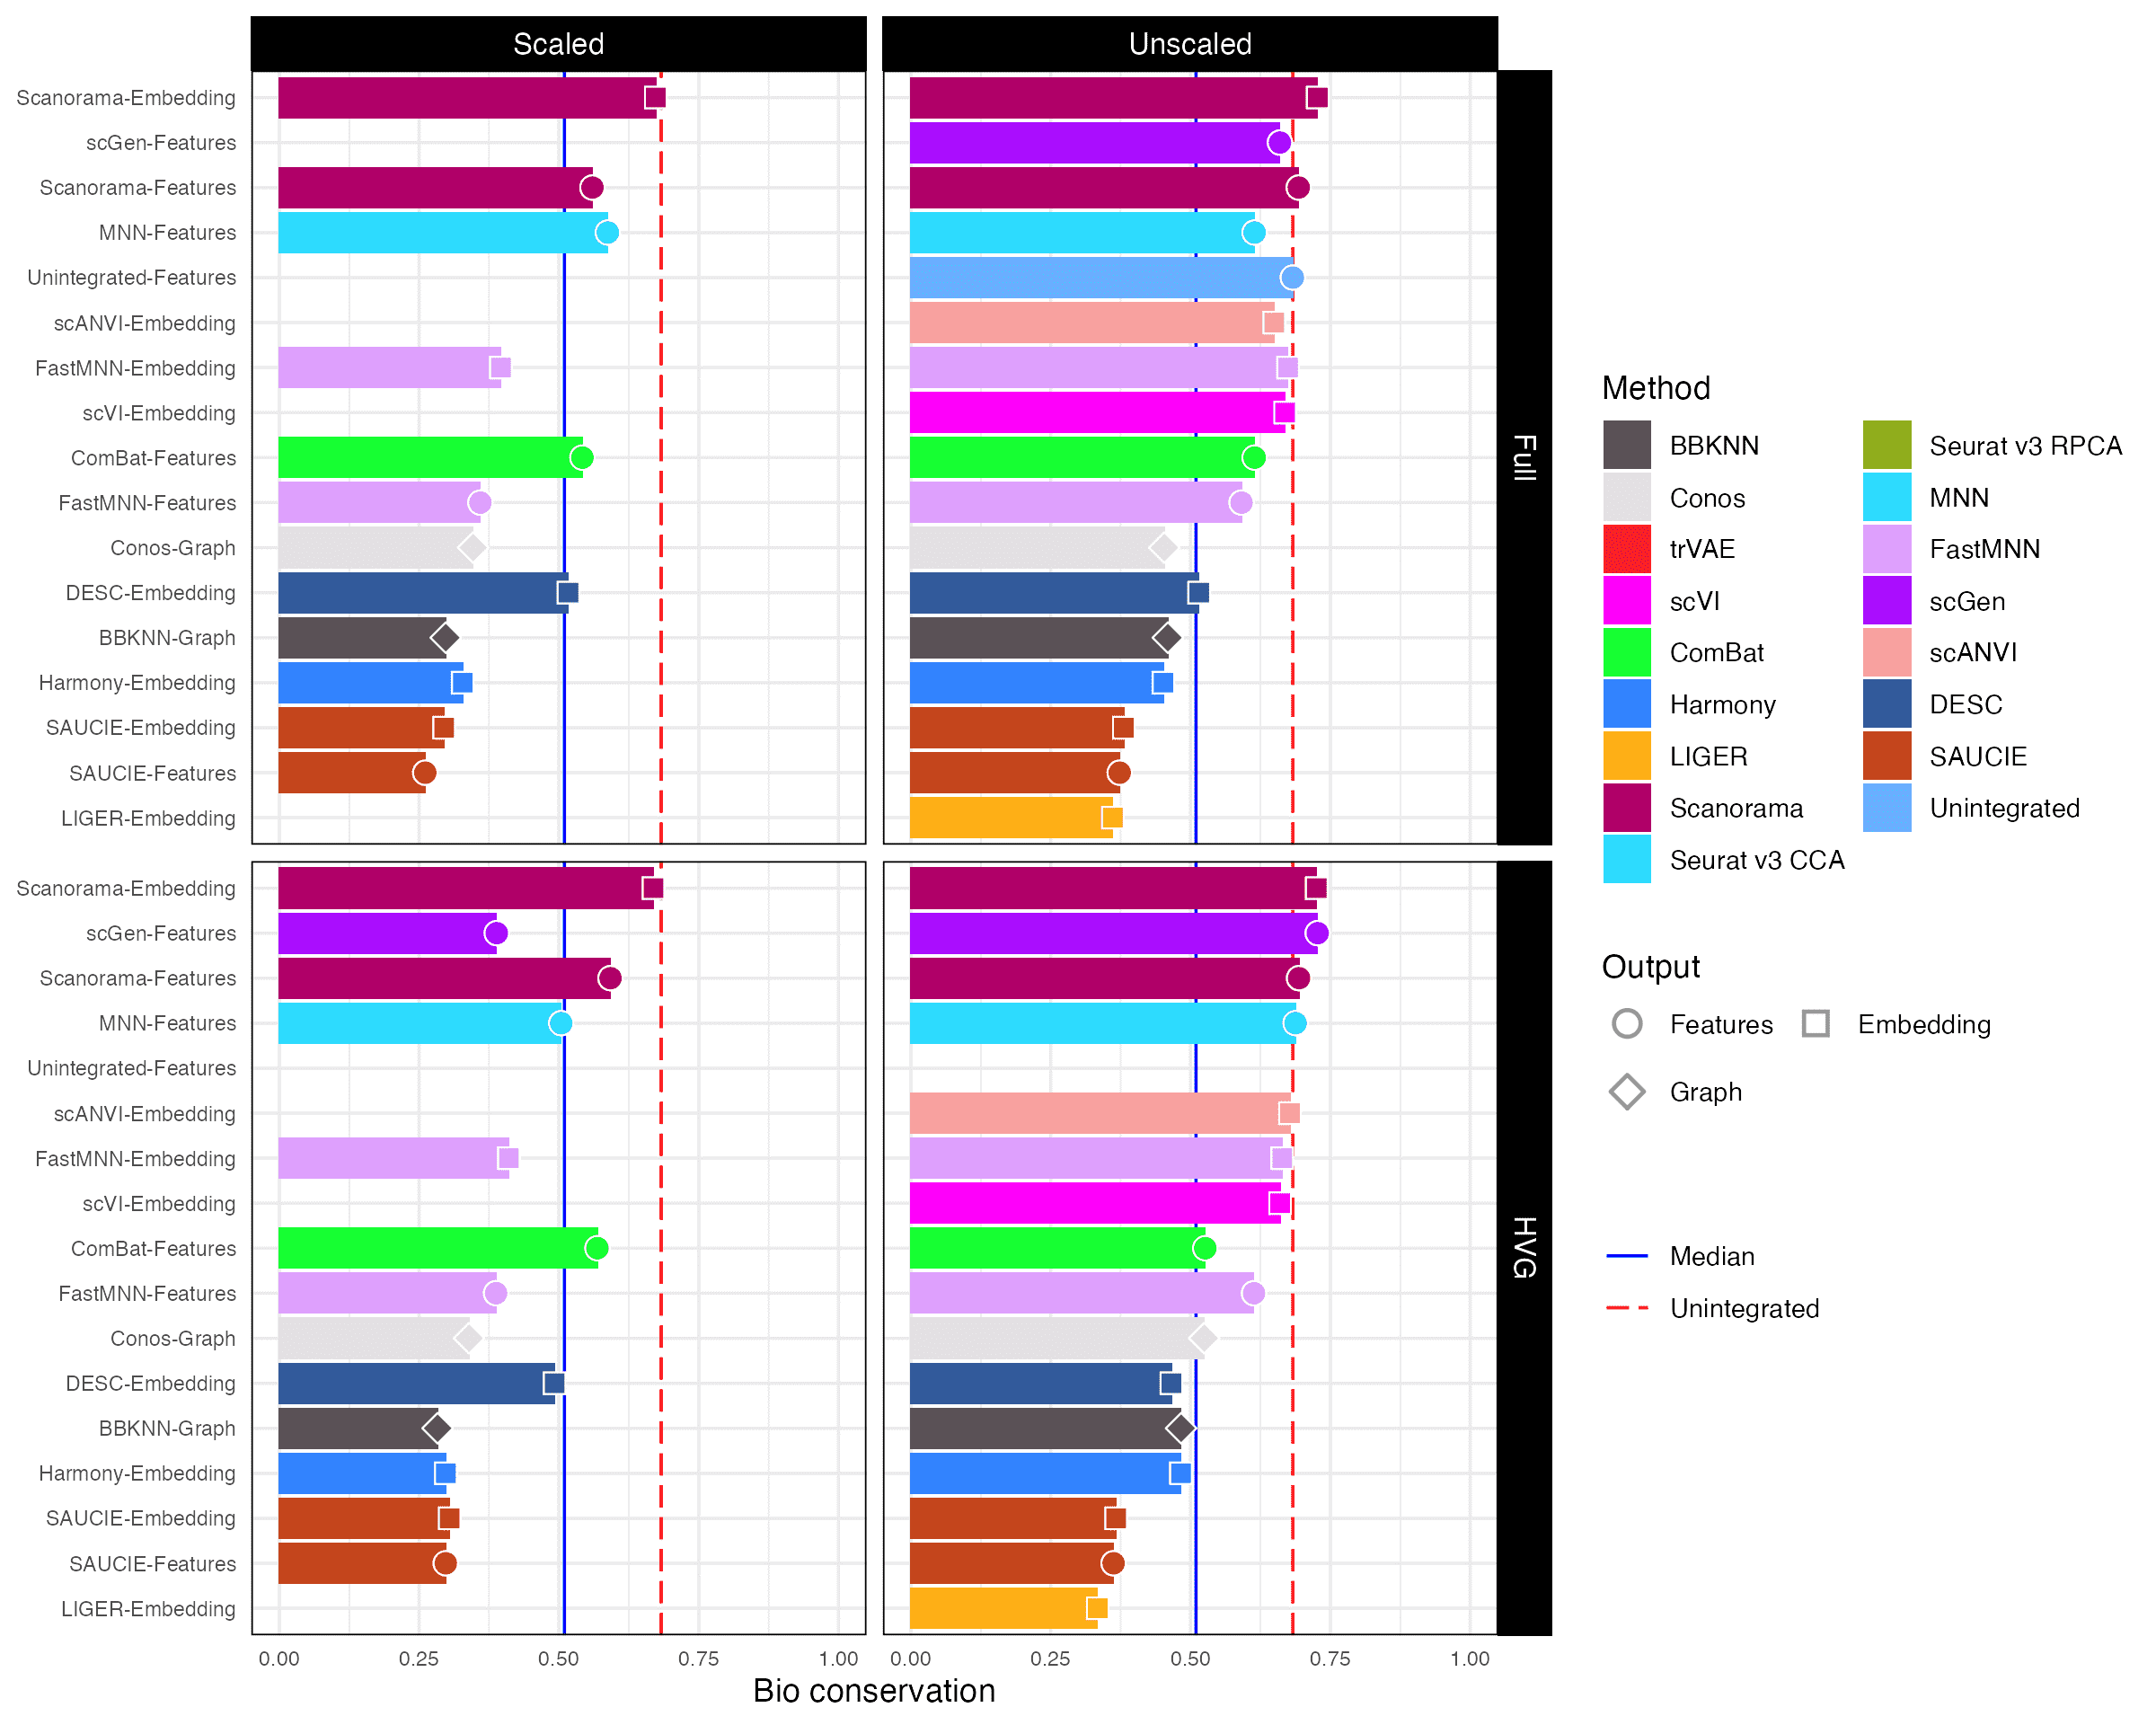 Scaled
Unscaled
Full
Scanorama-Embedding
scGen-Features
Scanorama-Features
MNN-Features
Unintegrated-Features
scANVI-Embedding
FastMNN-Embedding
scVI-Embedding
ComBat-Features
FastMNN-Features
Conos-Graph
DESC-Embedding
BBKNN-Graph
Harmony-Embedding
SAUCIE-Embedding
SAUCIE-Features
LIGER-Embedding
HVG
Scanorama-Embedding
scGen-Features
Scanorama-Features
MNN-Features
Unintegrated-Features
scANVI-Embedding
FastMNN-Embedding
scVI-Embedding
ComBat-Features
FastMNN-Features
Conos-Graph
DESC-Embedding
BBKNN-Graph
Harmony-Embedding
SAUCIE-Embedding
SAUCIE-Features
LIGER-Embedding
0.00 0.25 0.50 0.75 1.00 0.00 0.25 0.50 0.75 1.00
Bio conservation
Method
BBKNN
Conos
trVAE
scVI
ComBat
Harmony
LIGER
Scanorama
Seurat v3 CCA
Seurat v3 RPCA
MNN
FastMNN
scGen
scANVI
DESC
SAUCIE
Unintegrated
Output
Features Embedding
Graph
Median
Unintegrated